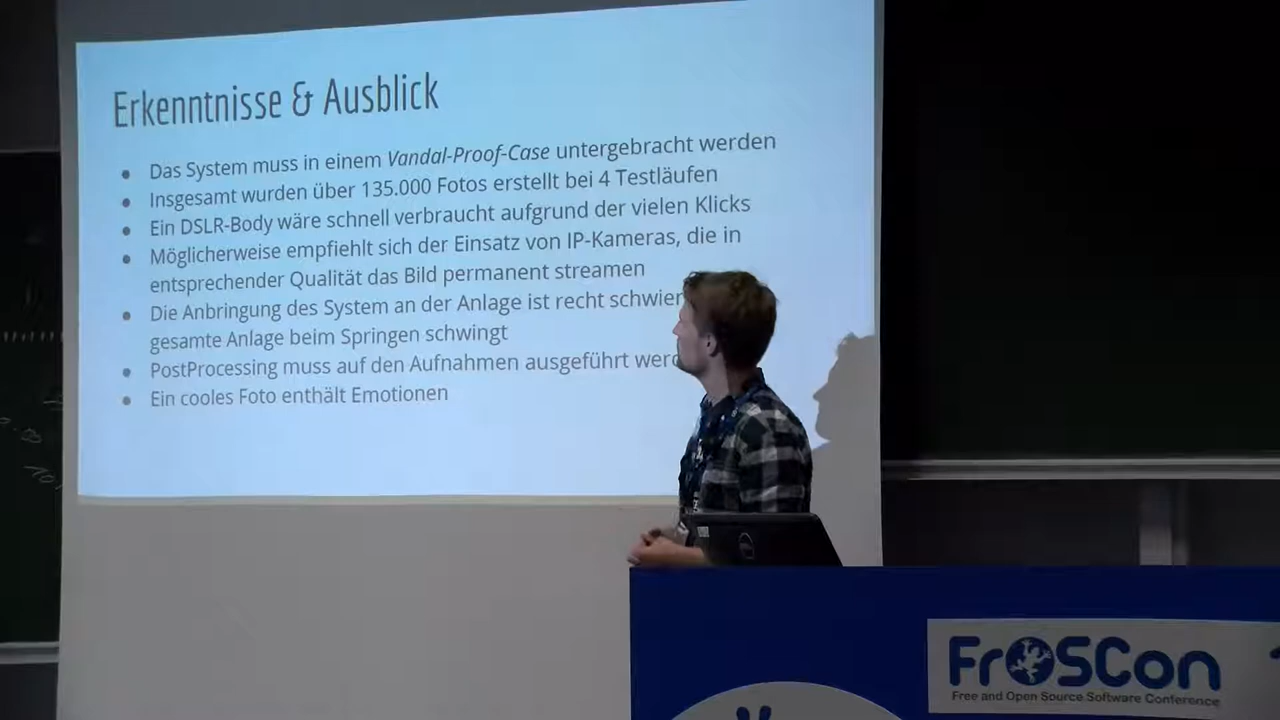 Erkenntnisse & Ausblick
• Das System muss in einem Vandal-Proof-Case untergebracht werden
• Insgesamt wurden über 135.000 Fotos erstellt bei 4 Testläufen
• Ein DSLR-Body wäre schnell verbraucht aufgrund der vielen Klicks
• Möglicherweise empfiehlt sich der Einsatz von IP-Kameras, die in
entsprechender Qualität das Bild permanent streamen
• Die Anbringung des System an der Anlage ist recht
gesamte Anlage beim Springen schwingt
• PostProcessing muss auf den Aufnahmen ausgeführt
• Ein cooles Foto enthält Emotionen
FrOSCon
Free and Open Source Software Conference